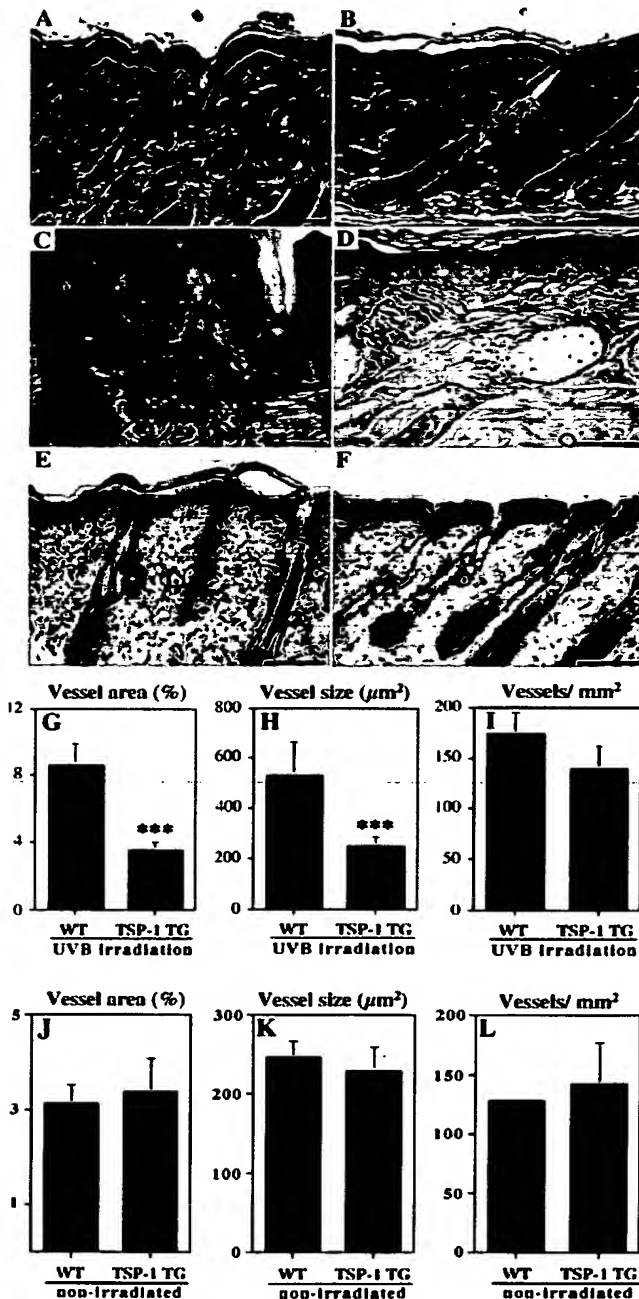 A B
C D
E F
Vessel area (%) Vessel size (μm²) Vessels/ mm²
12 G 800 H 200 I
8 600 150
400 100
4 *** 200 *** 50
0 0 0
WT TSP-1 TG WT TSP-1 TG WT TSP-1 TG
UVB irradiation UVB irradiation UVB irradiation
Vessel area (%) Vessel size (μm²) Vessels/ mm²
5 J 300 K 200 L
3 200 150
100 100
1 50
0 0
WT TSP-1 TG WT TSP-1 TG WT TSP-1 TG
non-irradiated non-irradiated non-irradiated